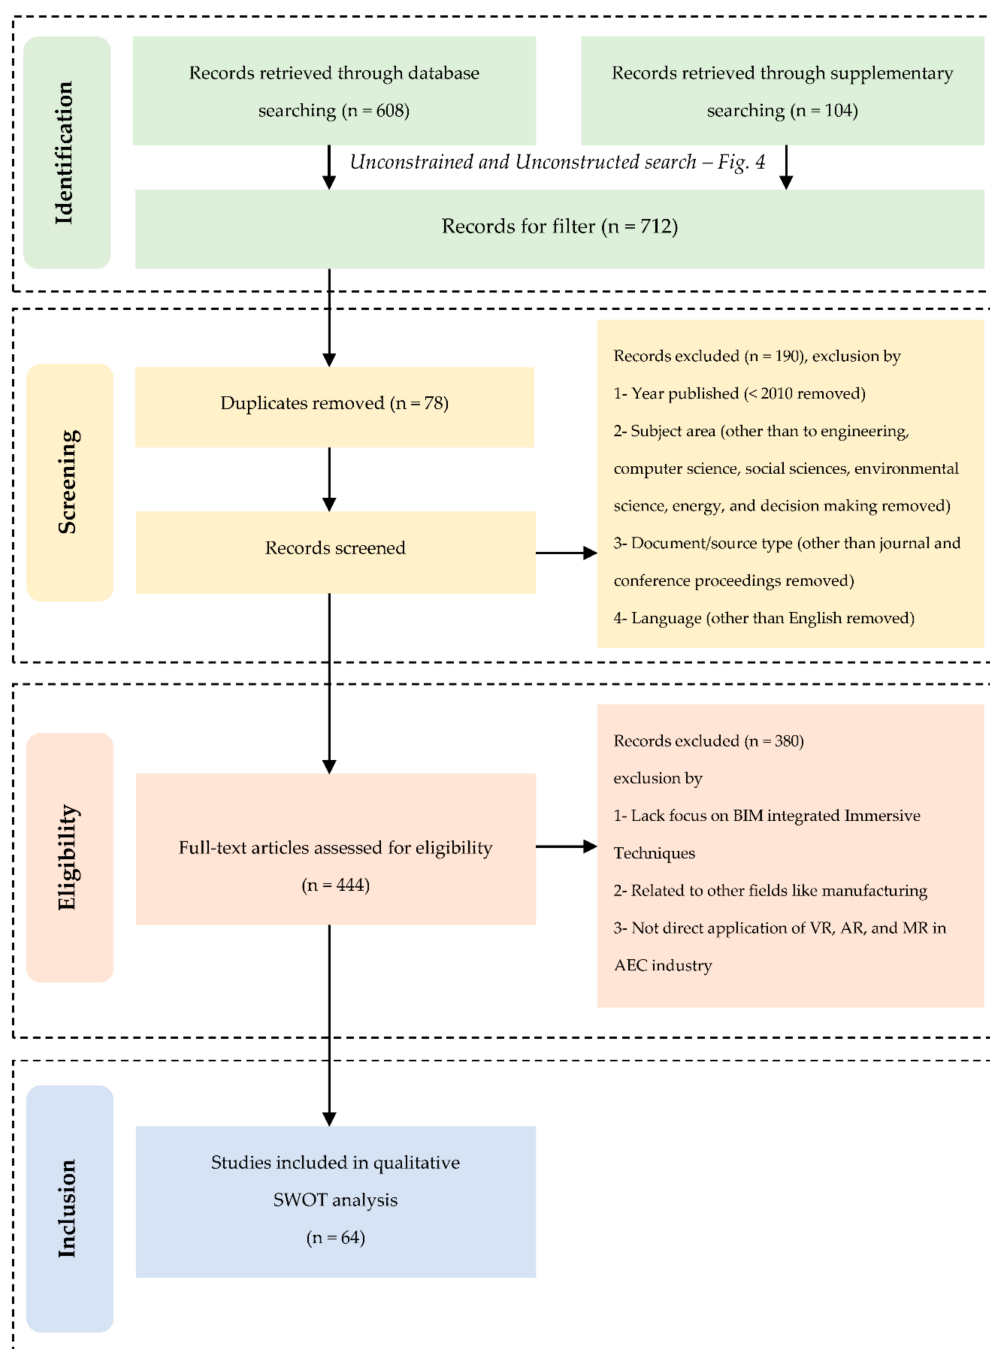 Identification
Records retrieved through database
searching (n = 608)
Records retrieved through supplementary
searching (n = 104)
Unconstrained and Unconstructed search – Fig. 4
Records for filter (n = 712)
Screening
Duplicates removed (n = 78)
Records screened
Records excluded (n = 190), exclusion by
1- Year published (< 2010 removed)
2- Subject area (other than to engineering,
computer science, social sciences, environmental
science, energy, and decision making removed)
3- Document/source type (other than journal and
conference proceedings removed)
4- Language (other than English removed)
Eligibility
Full-text articles assessed for eligibility
(n = 444)
Records excluded (n = 380)
exclusion by
1- Lack focus on BIM integrated Immersive
Techniques
2- Related to other fields like manufacturing
3- Not direct application of VR, AR, and MR in
AEC industry
Inclusion
Studies included in qualitative
SWOT analysis
(n = 64)